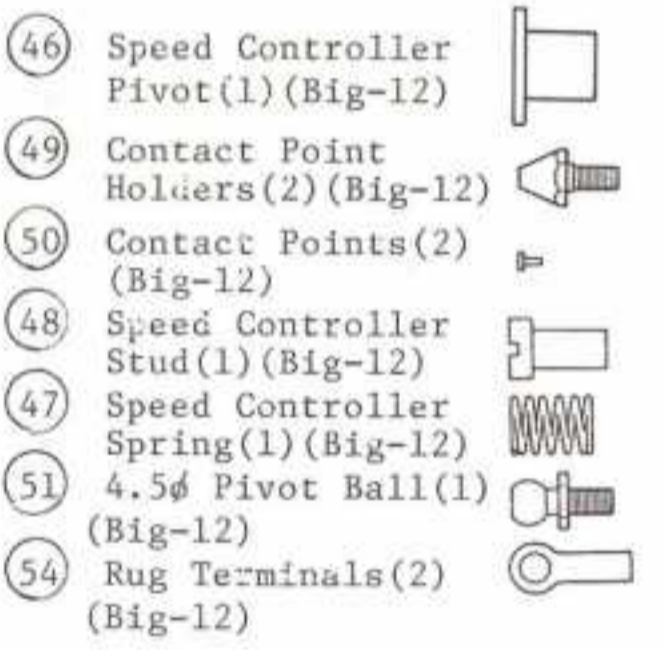 46 Speed Controller
Pivot(1)(Big-12)
49 Contact Point
Holders(2)(Big-12)
50 Contact Points(2)
(Big-12)
48 Speed Controller
Stud(1)(Big-12)
47 Speed Controller
Spring(1)(Big-12)
51 4.5ϕ Pivot Ball(1)
(Big-12)
54 Rug Terminals(2)
(Big-12)